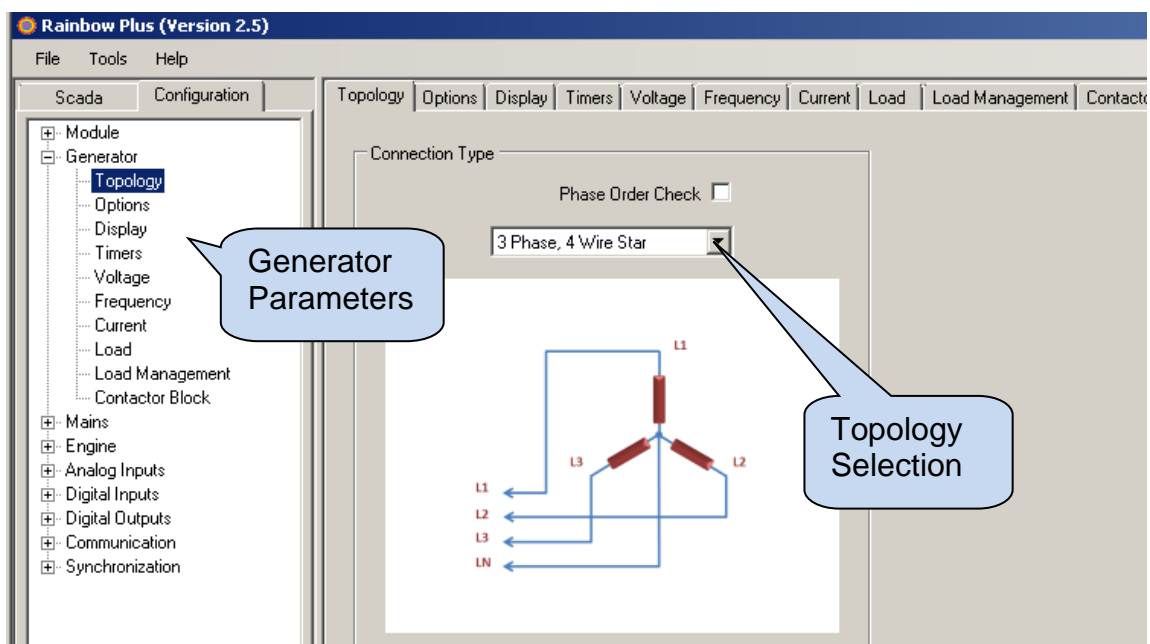 Rainbow Plus (Version 2.5)
File Tools Help
Scada Configuration
Topology Options Display Timers Voltage Frequency Current Load Load Management Contacto
Module
Generator
Topology
Options
Display
Timers
Voltage
Frequency
Current
Load
Load Management
Contactor Block
Mains
Engine
Analog Inputs
Digital Inputs
Digital Outputs
Communication
Synchronization
Generator
Parameters
Connection Type
Phase Order Check
3 Phase, 4 Wire Star
L1
L3
L2
L1
L2
L3
LN
Topology
Selection